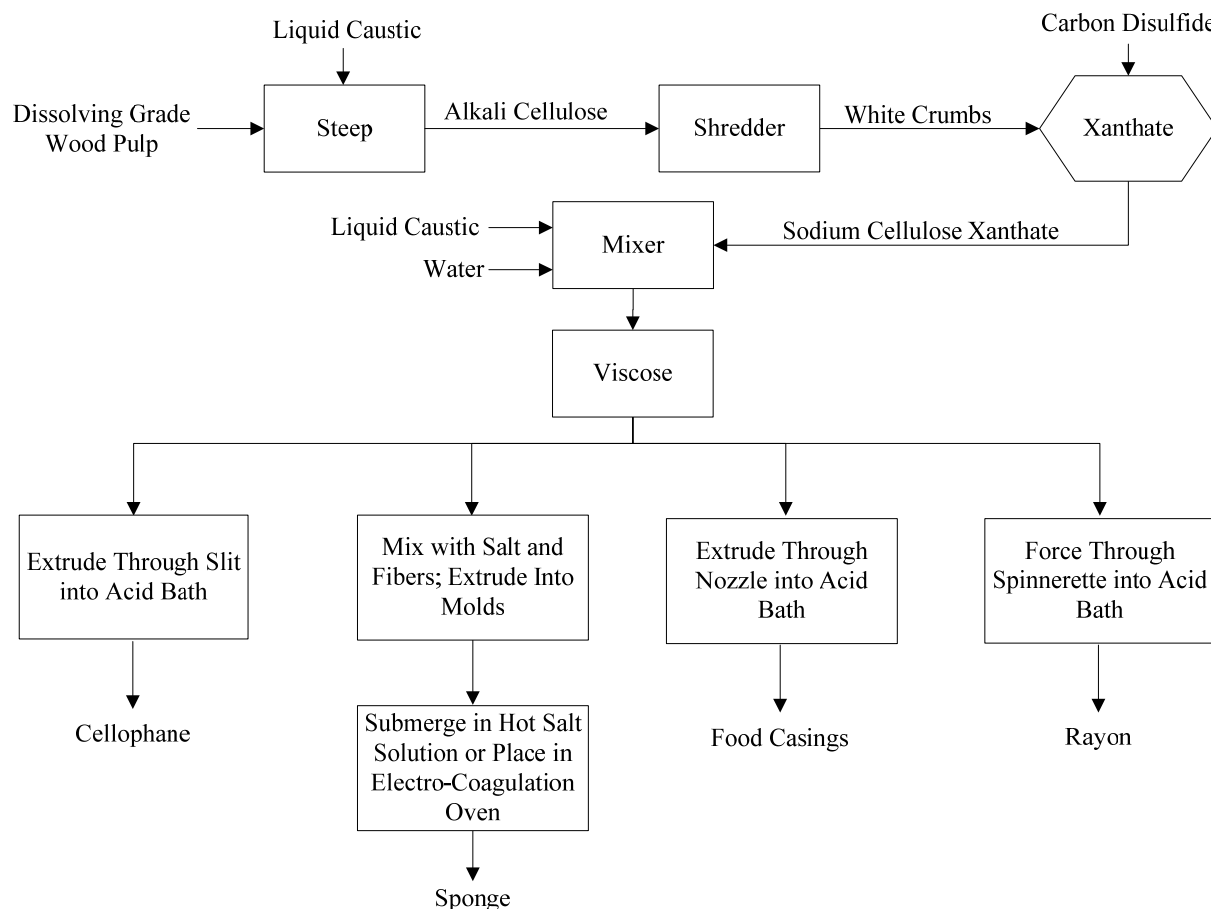 Liquid Caustic
Carbon Disulfide
Dissolving Grade
Wood Pulp
Steep
Alkali Cellulose
Shredder
White Crumbs
Xanthate
Liquid Caustic
Water
Mixer
Sodium Cellulose Xanthate
Viscose
Extrude Through Slit
into Acid Bath
Mix with Salt and
Fibers; Extrude Into
Molds
Extrude Through
Nozzle into Acid
Bath
Force Through
Spinnerette into Acid
Bath
Cellophane
Submerge in Hot Salt
Solution or Place in
Electro-Coagulation
Oven
Food Casings
Rayon
Sponge